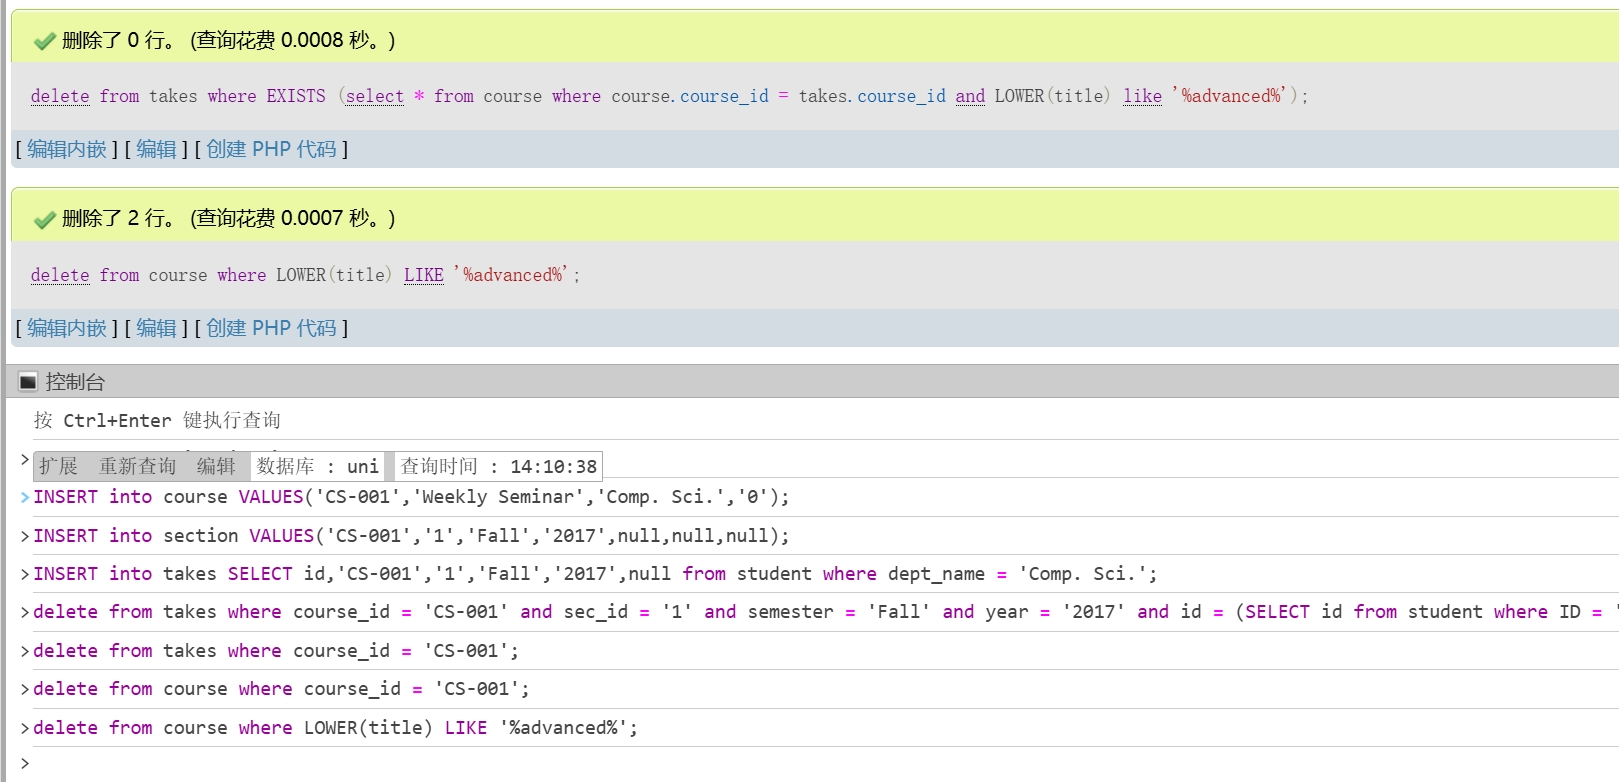 删除了 0 行。 (查询花费 0.0008 秒。)
delete from takes where EXISTS (select * from course where course.course_id = takes.course_id and LOWER(title) like '%advanced%');
[ 编辑内嵌 ] [ 编辑 ] [ 创建 PHP 代码 ]
删除了 2 行。 (查询花费 0.0007 秒。)
delete from course where LOWER(title) LIKE '%advanced%';
[ 编辑内嵌 ] [ 编辑 ] [ 创建 PHP 代码 ]
控制台
按 Ctrl+Enter 键执行查询
> 扩展 重新查询 编辑 数据库 : uni 查询时间 : 14:10:38
>INSERT into course VALUES('CS-001','Weekly Seminar','Comp. Sci.','0');
>INSERT into section VALUES('CS-001','1','Fall','2017',null,null,null);
>INSERT into takes SELECT id,'CS-001','1','Fall','2017',null from student where dept_name = 'Comp. Sci.';
>delete from takes where course_id = 'CS-001' and sec_id = '1' and semester = 'Fall' and year = '2017' and id = (SELECT id from student where ID = '
>delete from takes where course_id = 'CS-001';
>delete from course where course_id = 'CS-001';
>delete from course where LOWER(title) LIKE '%advanced%';
>